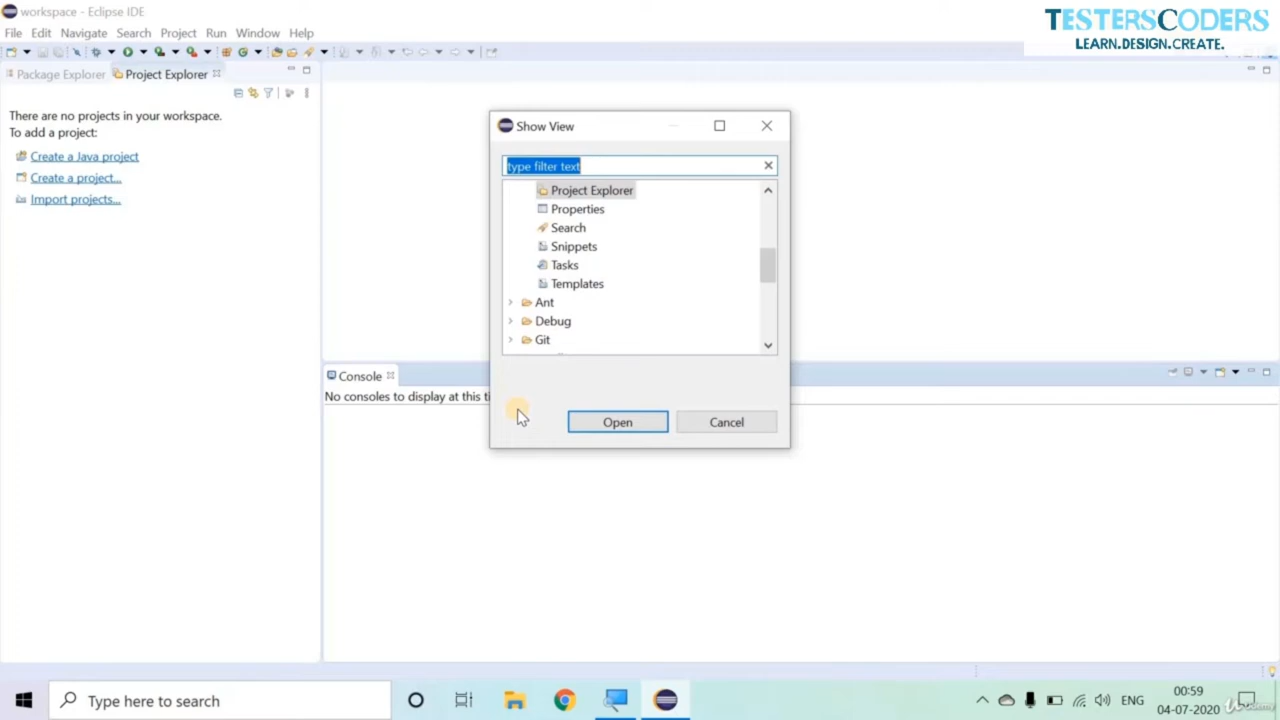 workspace - Eclipse IDE
TESTERSCODERS
LEARN.DESIGN.CREATE.
File Edit Navigate Search Project Run Window Help
Package Explorer Project Explorer
There are no projects in your workspace.
To add a project:
Create a Java project
Create a project...
Import projects...
Show View
type filter text
Project Explorer
Properties
Search
Snippets
Tasks
Templates
Ant
Debug
Git
Open Cancel
Console
No consoles to display at this ti
Type here to search
ENG
00:59
04-07-2020
Udemy